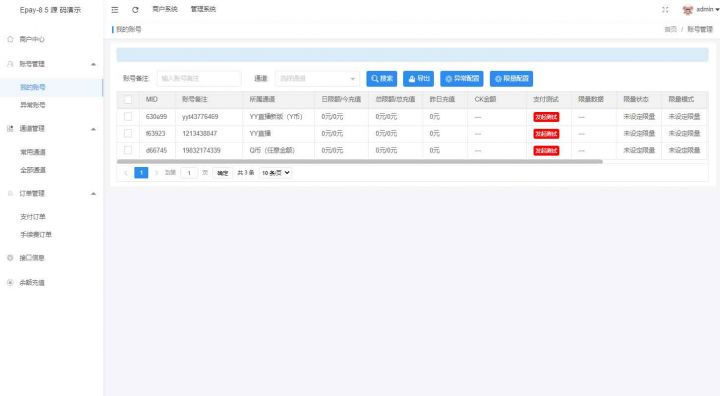 Epay-8.5 源 码演示
商户系统 管理系统
admin
商户中心
账号管理
我的账号
异常账号
通道管理
常用通道
全部通道
订单管理
支付订单
手续费订单
接口信息
余额充值
我的账号
首页 / 账号管理
账号备注: 输入账号备注 通道: 选择通道 搜索 导出 异常配置 限量配置
MID 账号备注 所属通道 日限额/今充值 总限额/总充值 昨日充值 CK金额 支付测试 限量数据 限量状态 限量模式
630a99 yyt43776469 YY直播新版（Y币） 0元/0元 0元/0元 0元 --- 发起测试 --- 未设定限量 未设定限量
f63923 1213438847 YY直播 0元/0元 0元/0元 0元 --- 发起测试 --- 未设定限量 未设定限量
d66745 19832174339 Q币（任意金额） 0元/0元 0元/0元 0元 --- 发起测试 --- 未设定限量 未设定限量
1 到第 1 页 确定 共 3 条 10 条/页